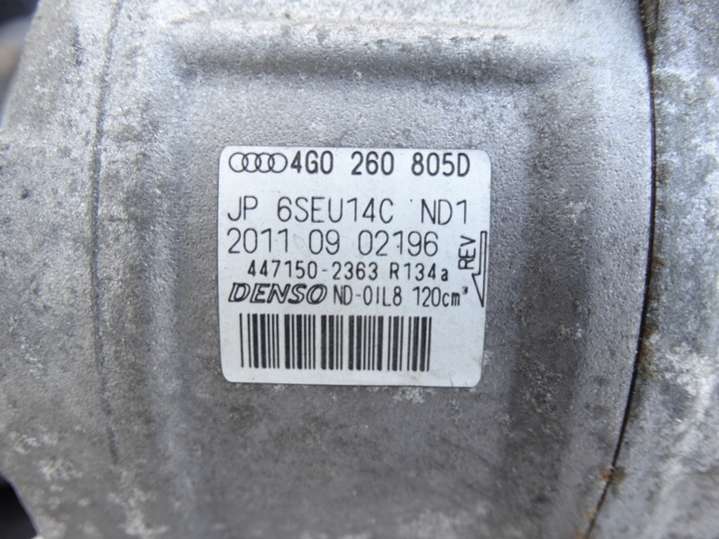 4G0 260 805D
JP 6SEU14C ND1
2011 09 02196
REV
447150-2363 R134a
DENSO ND-OIL8 120cm³